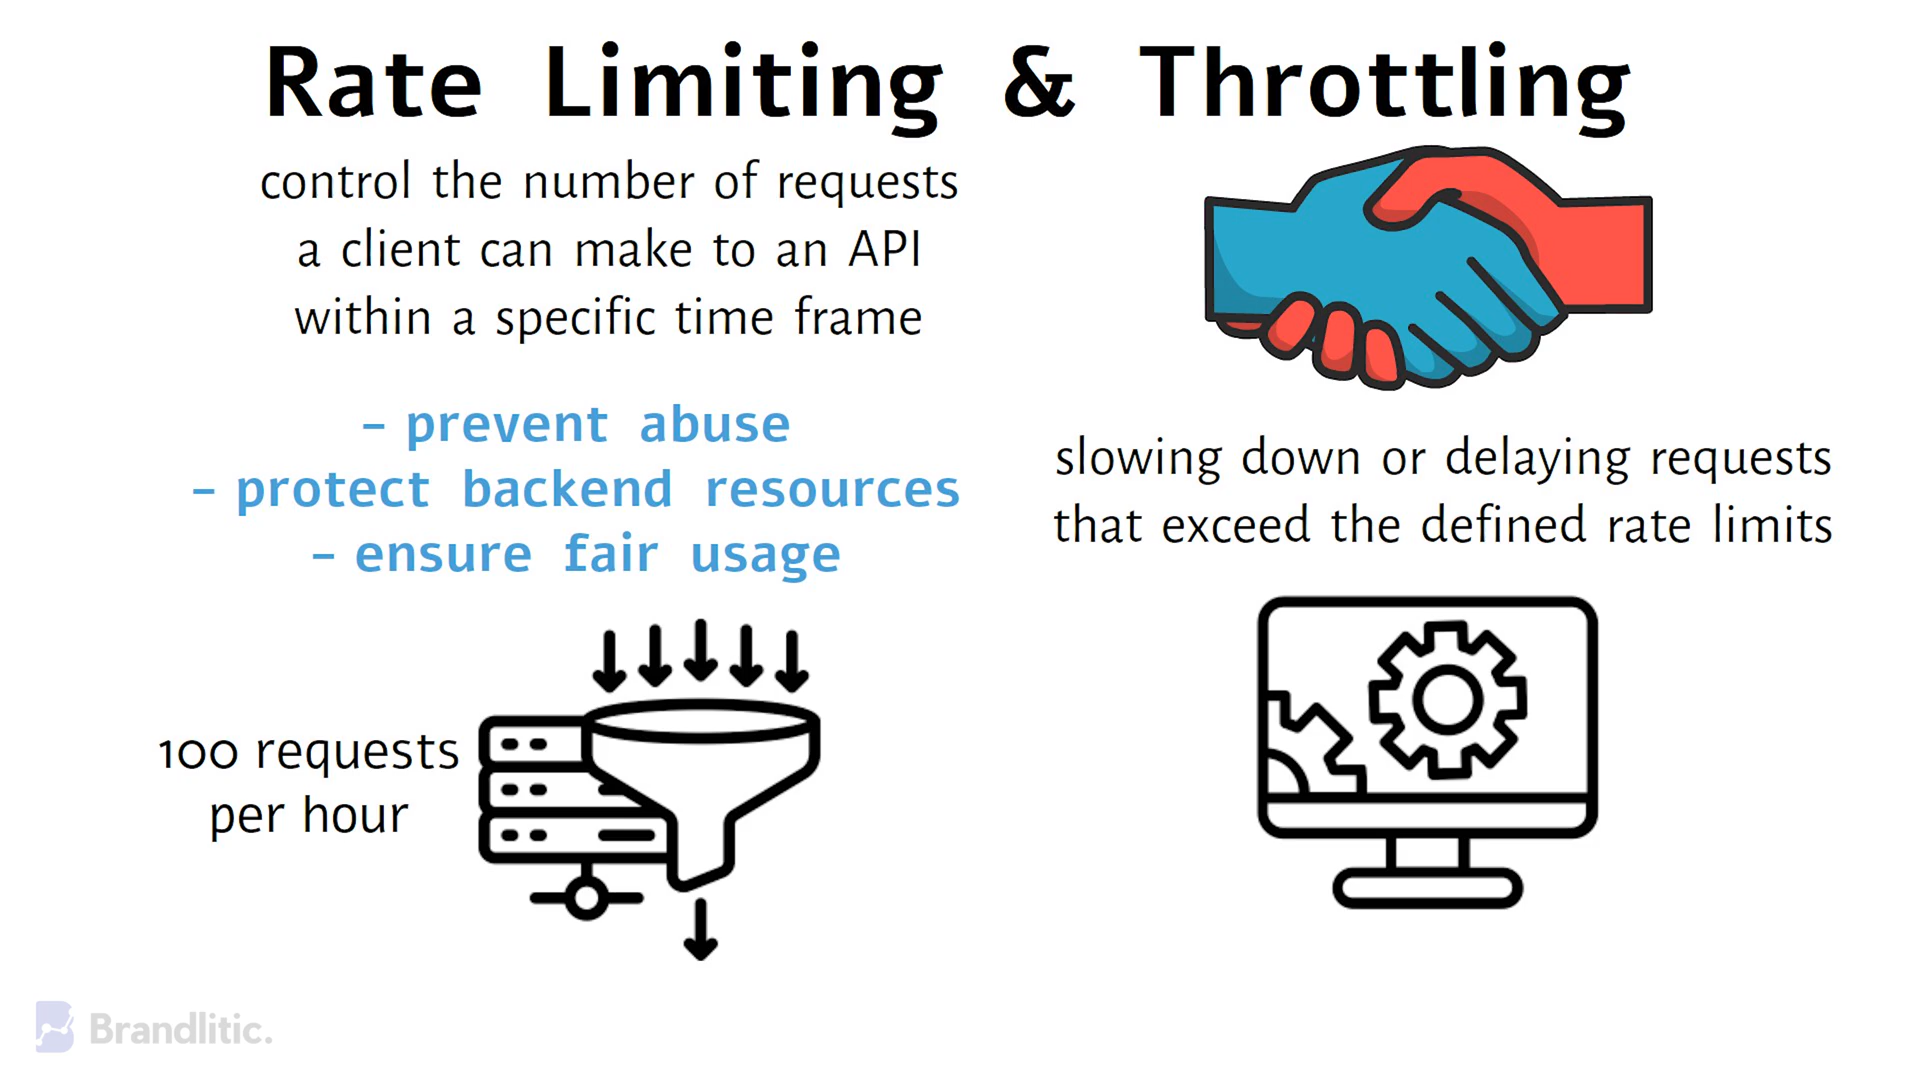 Rate Limiting & Throttling
control the number of requests
a client can make to an API
within a specific time frame
– prevent abuse
– protect backend resources
– ensure fair usage
100 requests
per hour
slowing down or delaying requests
that exceed the defined rate limits
Brandlitic.